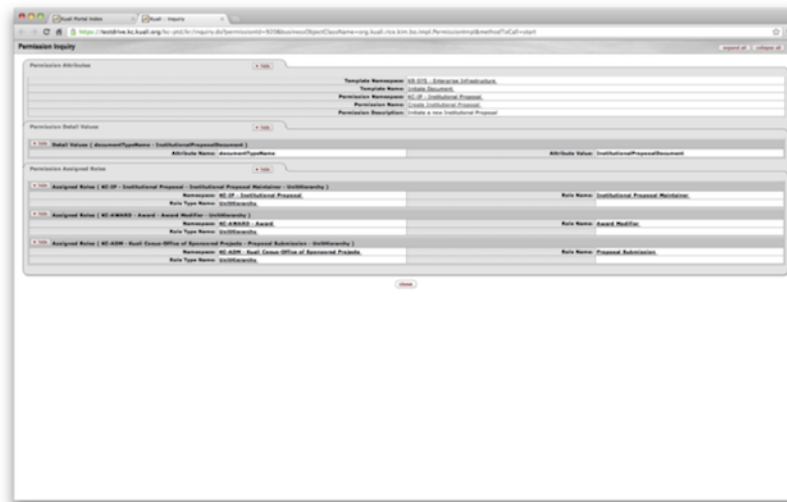 Kuali Portal Index
Kuali :: Inquiry
https://testdrive.kc.kuali.org/kc-ptd/kr/inquiry.do?permissionId=920&businessObjectClassName=org.kuali.rice.kim.bo.impl.PermissionImpl&methodToCall=start
Permission Inquiry
expand all collapse all
Permission Attributes
hide
Template Namespace: KR-SYS - Enterprise Infrastructure
Template Name: Initiate Document
Permission Namespace: KC-IP - Institutional Proposal
Permission Name: Create Institutional Proposal
Permission Description: Initiate a new Institutional Proposal
Permission Detail Values
hide
hide Detail Values ( documentTypeName - InstitutionalProposalDocument )
Attribute Name: documentTypeName Attribute Value: InstitutionalProposalDocument
Permission Assigned Roles
hide
hide Assigned Roles ( KC-IP - Institutional Proposal - Institutional Proposal Maintainer - UnitHierarchy )
Namespace: KC-IP - Institutional Proposal Role Name: Institutional Proposal Maintainer
Role Type Name: UnitHierarchy
hide Assigned Roles ( KC-AWARD - Award - Award Modifier - UnitHierarchy )
Namespace: KC-AWARD - Award Role Name: Award Modifier
Role Type Name: UnitHierarchy
hide Assigned Roles ( KC-ADM - Kuali Coeus-Office of Sponsored Projects - Proposal Submission - UnitHierarchy )
Namespace: KC-ADM - Kuali Coeus-Office of Sponsored Projects Role Name: Proposal Submission
Role Type Name: UnitHierarchy
close